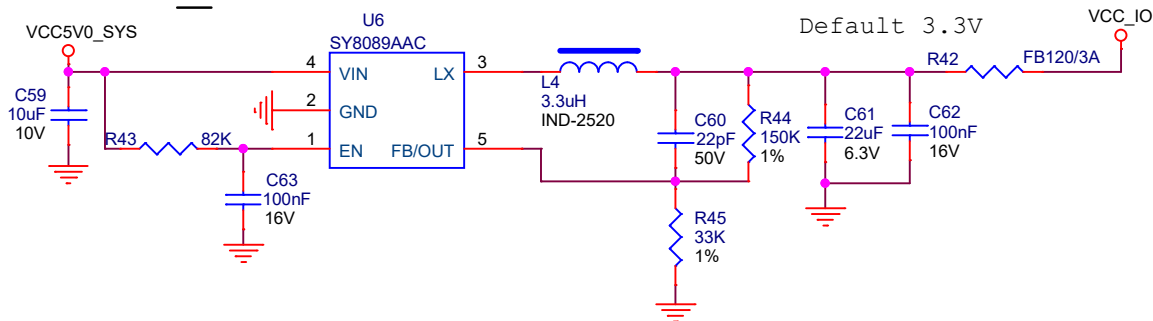 VCC5V0_SYS
U6
SY8089AAC
Default 3.3V
VCC_IO
4
VIN
LX
3
R42
FB120/3A
C59
10uF
10V
2
GND
L4
3.3uH
IND-2520
R43
82K
1
EN
FB/OUT
5
C60
22pF
50V
R44
150K
1%
C61
22uF
6.3V
C62
100nF
16V
C63
100nF
16V
R45
33K
1%